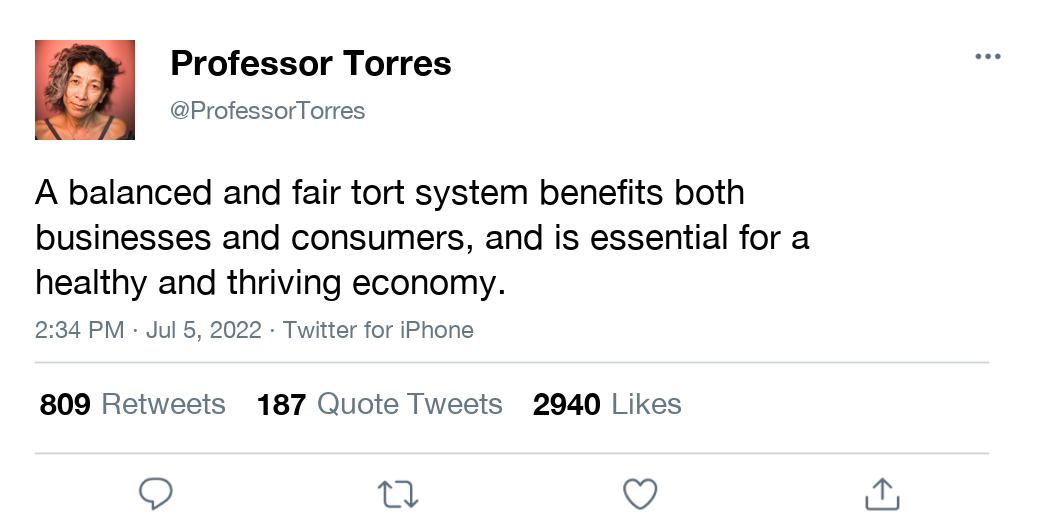 Professor Torres
@ProfessorTorres
A balanced and fair tort system benefits both
businesses and consumers, and is essential for a
healthy and thriving economy.
2:34 PM · Jul 5, 2022 · Twitter for iPhone
809 Retweets 187 Quote Tweets 2940 Likes